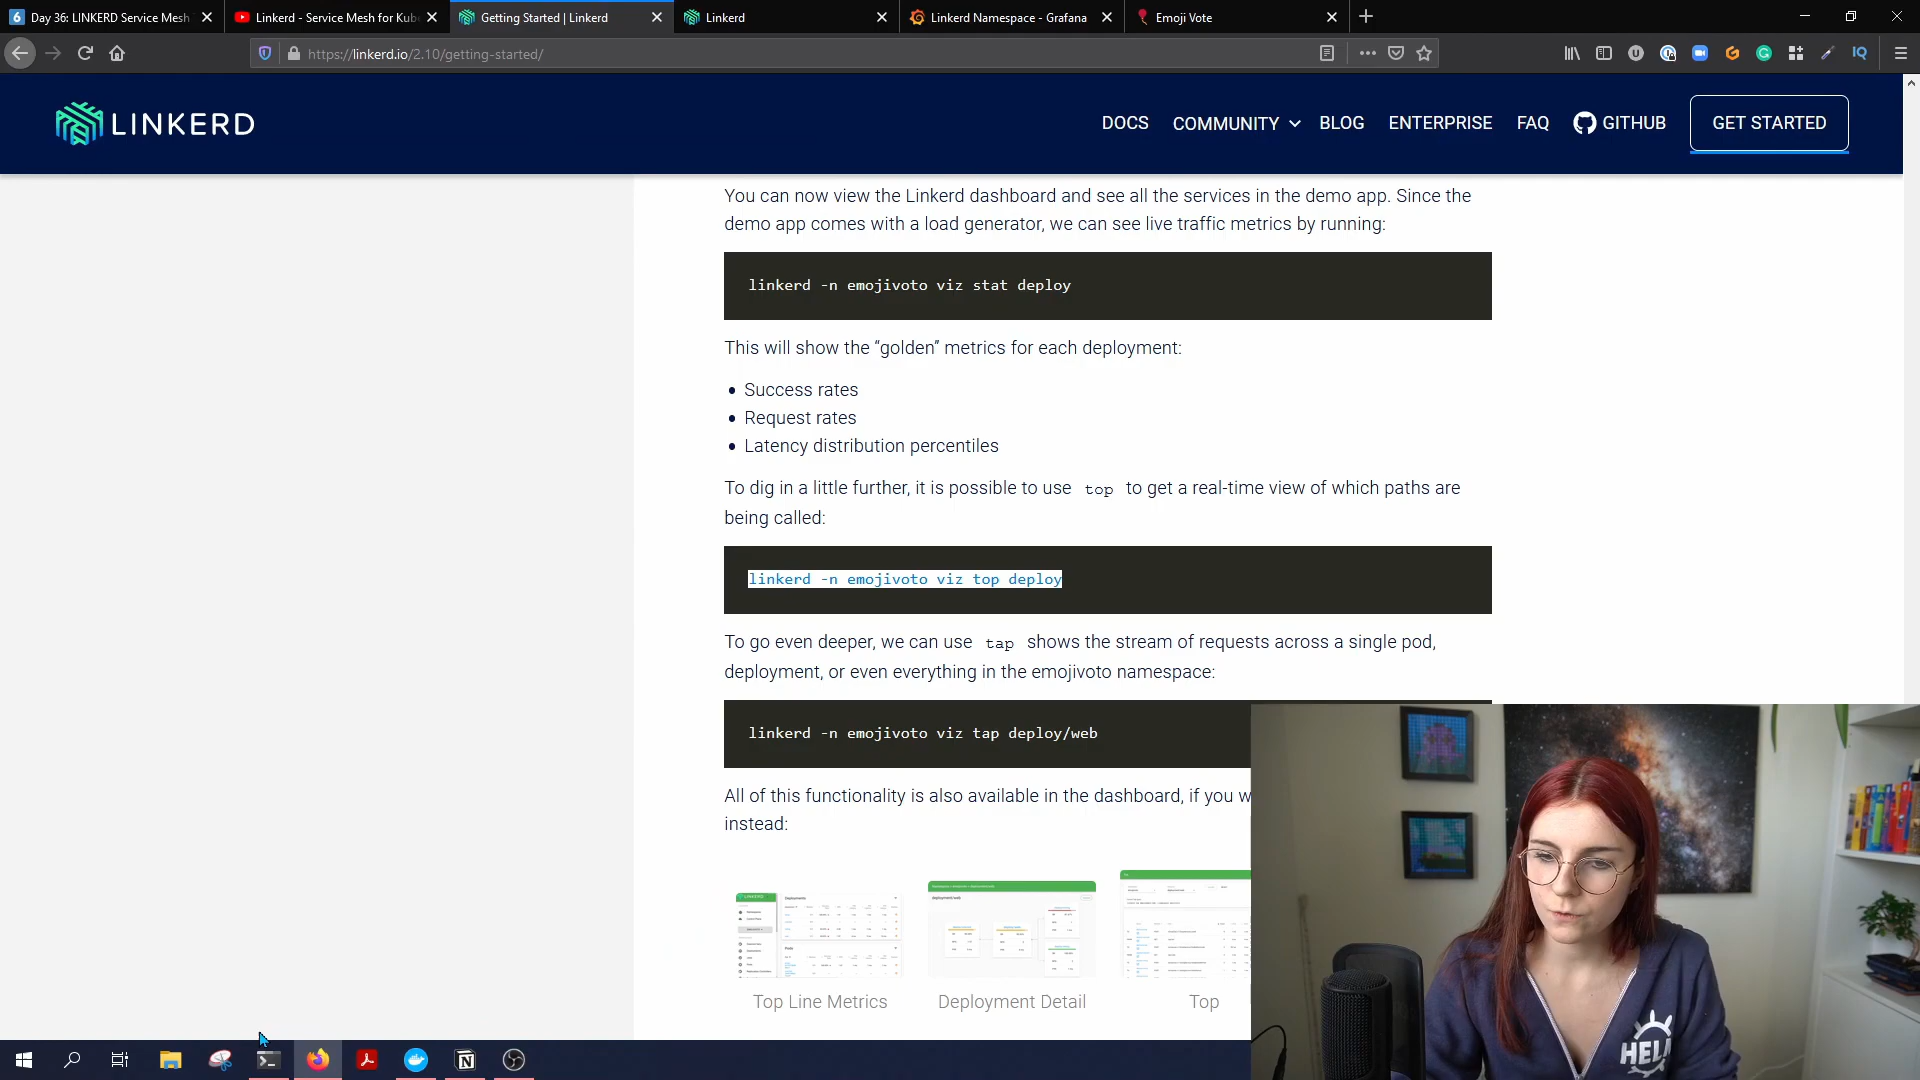 Day 36: LINKERD Service Mesh
Linkerd - Service Mesh for Kub
Getting Started | Linkerd
Linkerd
Linkerd Namespace - Grafana
Emoji Vote
https://linkerd.io/2.10/getting-started/
LINKERD
DOCS
COMMUNITY
BLOG
ENTERPRISE
FAQ
GITHUB
GET STARTED
You can now view the Linkerd dashboard and see all the services in the demo app. Since the
demo app comes with a load generator, we can see live traffic metrics by running:
linkerd -n emojivoto viz stat deploy
This will show the “golden” metrics for each deployment:
• Success rates
• Request rates
• Latency distribution percentiles
To dig in a little further, it is possible to use top to get a real-time view of which paths are
being called:
linkerd -n emojivoto viz top deploy
To go even deeper, we can use tap shows the stream of requests across a single pod,
deployment, or even everything in the emojivoto namespace:
linkerd -n emojivoto viz tap deploy/web
All of this functionality is also available in the dashboard, if you w
instead:
Top Line Metrics
Deployment Detail
Top
HELM